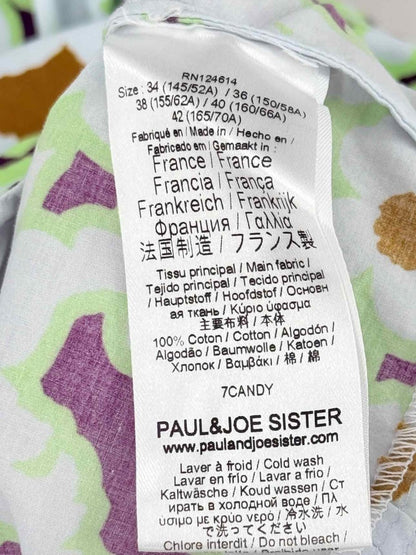 RN124614
Size : 34 (145/52A) / 36 (150/58A)
38 (155/62A) / 40 (160/66A)
42 (165/70A)
Fabriqué en / Made in / Hecho en /
Fabricado em / Gemaakt in :
France / France
Francia / França
Frankreich / Frankrijk
Франция / Γαλλία
法国制造 / フランス製
Tissu principal / Main fabric /
Tejido principal / Tecido principal
/ Hauptstoff / Hoofdstof / Основн
ая ткань / Κύριο ύφασμα
主要布料 / 本体
100% Coton / Cotton / Algodón /
Algodão / Baumwolle / Katoen /
Хлопок / Βαμβάκι / 棉 / 綿
7CANDY
PAUL&JOE SISTER
www.paulandjoesister.com
Laver à froid / Cold wash
Lavar en frío / Lavar a frio /
Kaltwäsche / Koud wassen / Ст
ирать в холодной воде / Πλ
ύσιμο με κρύο νερό / 冷水洗 / 水
で洗ってください
Chlore interdit / Do not bleach /